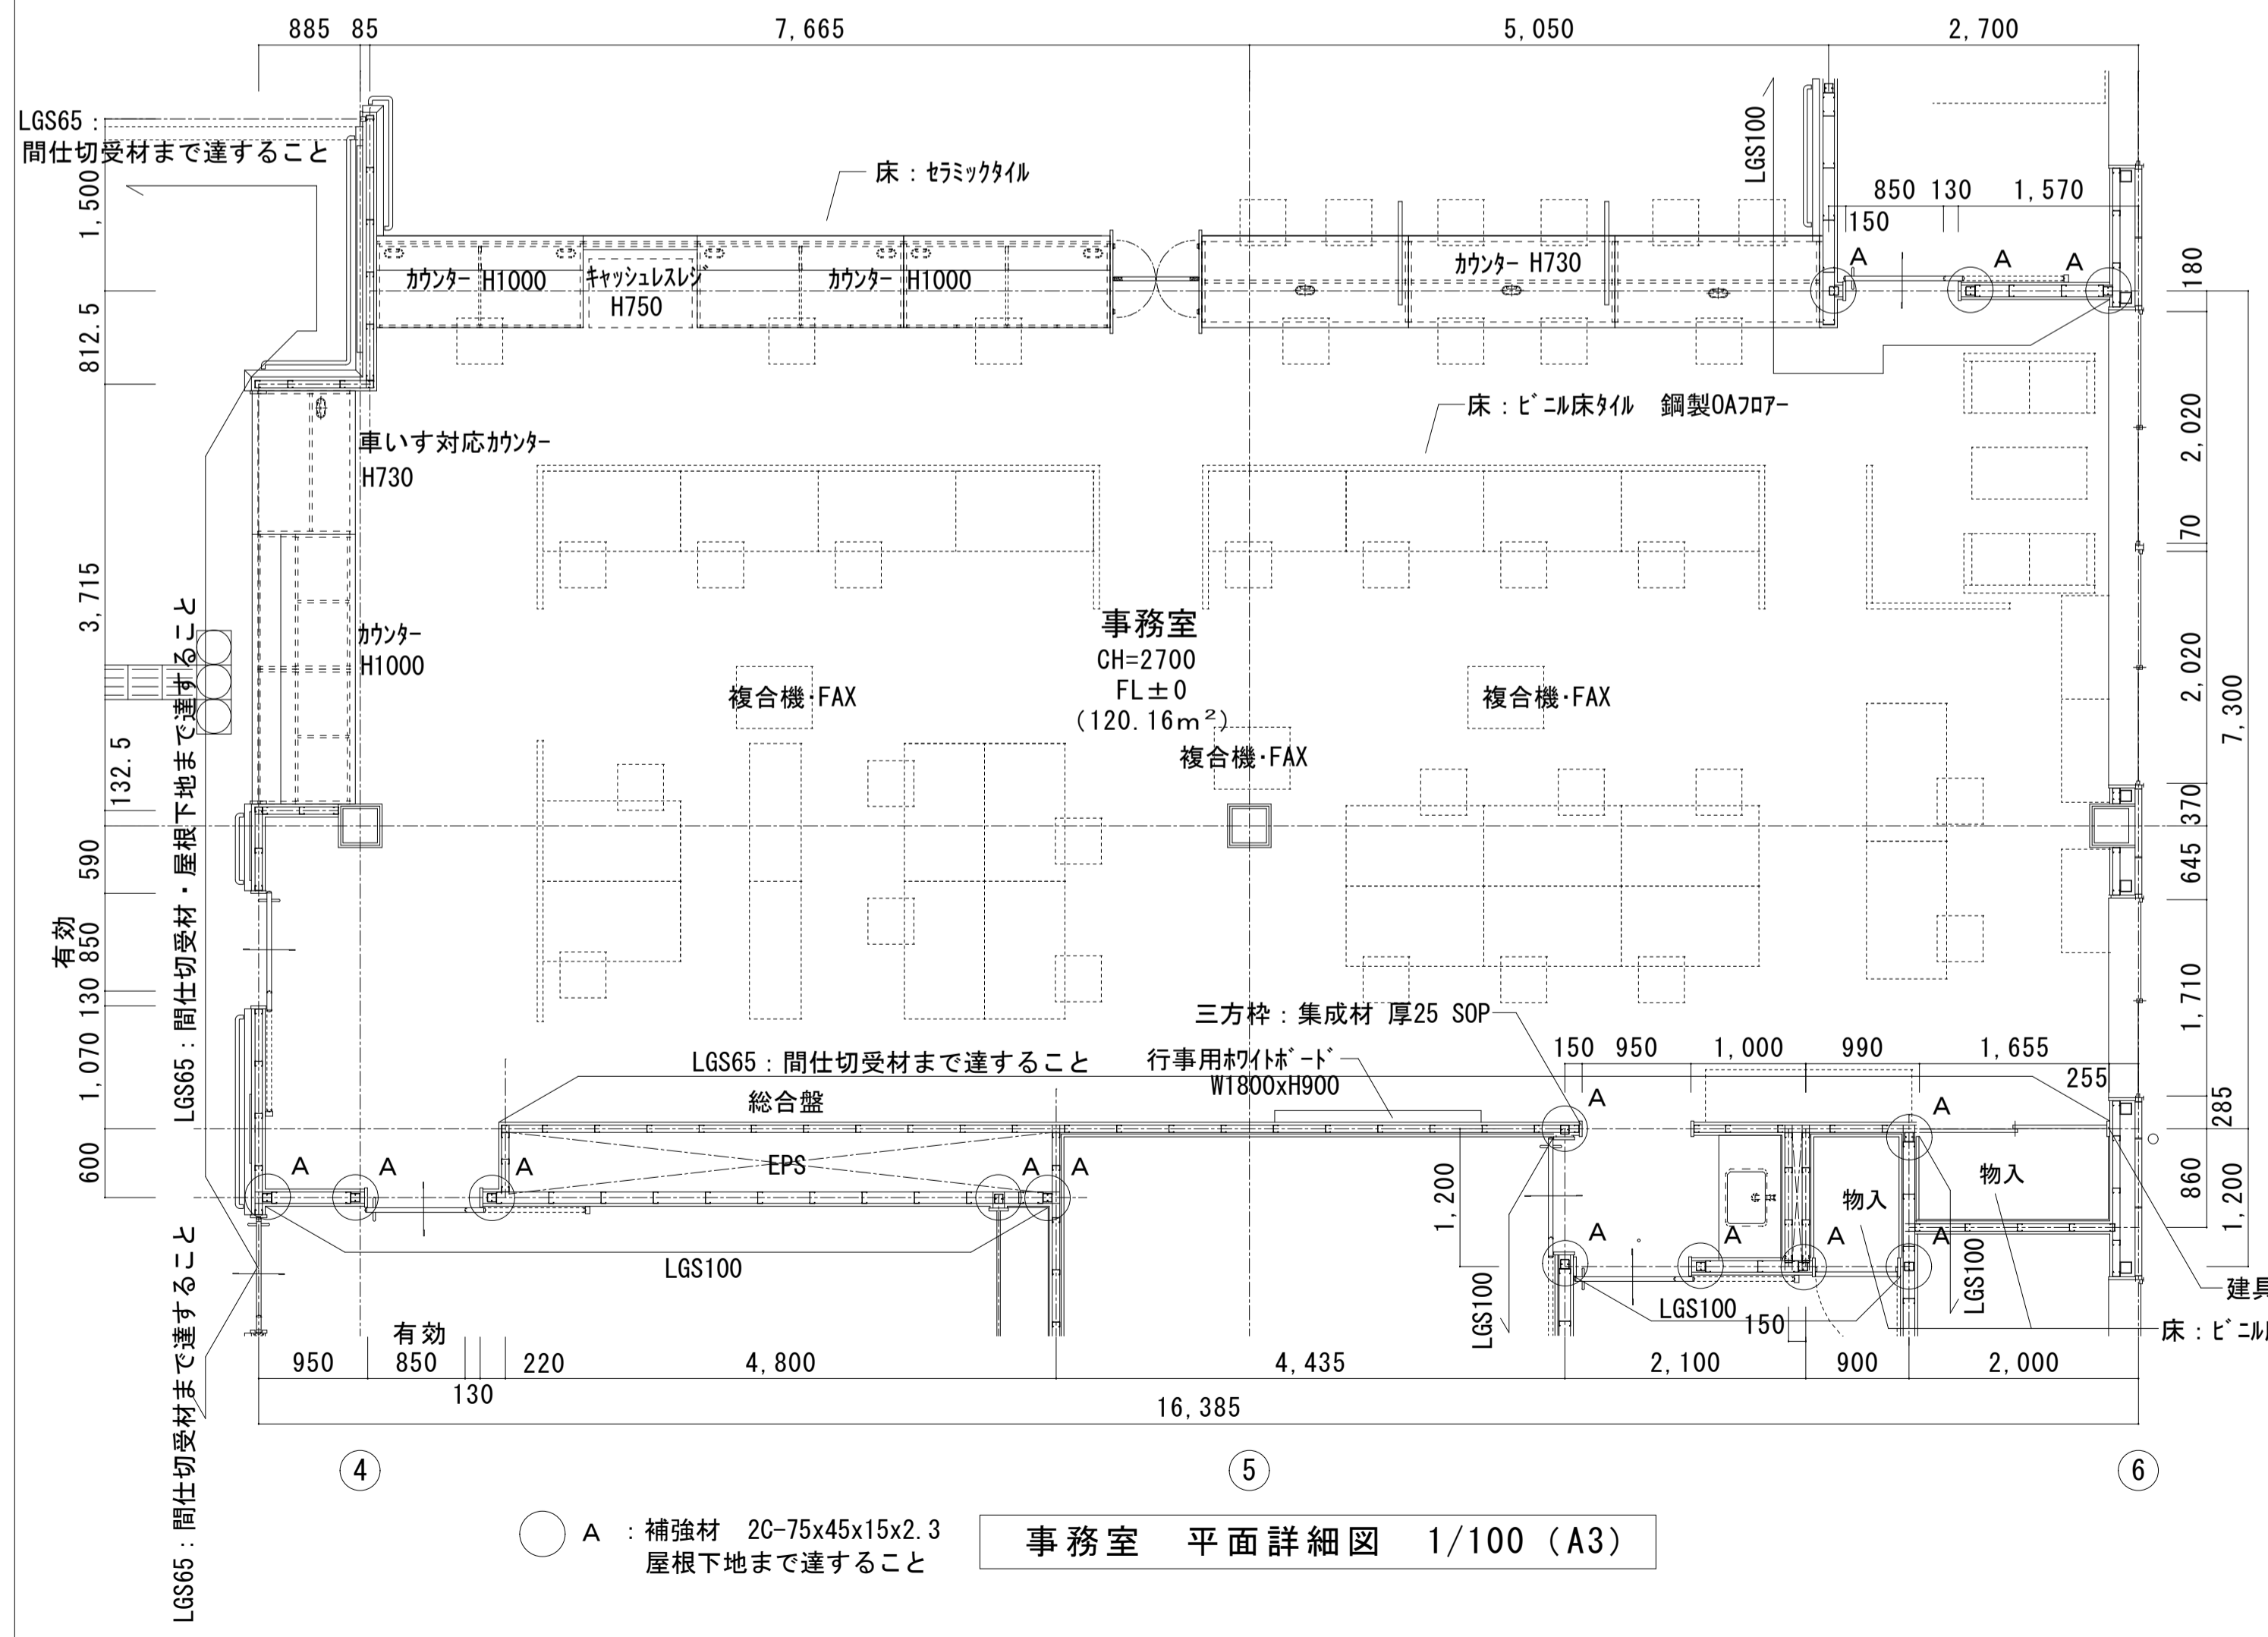 885 85 7,665 5,050 2,700
LGS65：
間仕切受材まで達すること
床：ｾﾗﾐｯｸﾀｲﾙ
LGS100
850 130 1,570
150
1,500
812.5
3,715
132.5
590
有効
850
130
1,070
600
ｶｳﾝﾀｰ H1000
ｷｬｯｼｭﾚｽﾚｼﾞ
H750
ｶｳﾝﾀｰ H1000
ｶｳﾝﾀｰ H730
A
A
A
180
2,020
70
2,020
7,300
370
645
1,710
285
860
1,200
車いす対応ｶｳﾝﾀｰ
H730
床：ﾋﾞﾆﾙ床ﾀｲﾙ 鋼製OAﾌﾛｱｰ
ｶｳﾝﾀｰ
H1000
LGS65：間仕切受材・屋根下地まで達すること
事務室
CH=2700
FL±0
(120.16m²)
複合機・FAX
複合機・FAX
複合機・FAX
三方枠：集成材 厚25 SOP
LGS65：間仕切受材まで達すること
行事用ﾎﾜｲﾄﾎﾞｰﾄﾞ
W1800xH900
150 950 1,000 990 1,655
255
総合盤
EPS
A
A
A
A
A
A
A
A
A
A
A
1,200
物入
物入
LGS100
LGS100
LGS100
LGS100
150
建具
床：ﾋﾞﾆﾙ
LGS65：間仕切受材まで達すること
有効
950 850 220 4,800 4,435 2,100 900 2,000
130
16,385
4 5 6
A ：補強材 2C-75x45x15x2.3
屋根下地まで達すること
事務室 平面詳細図 1/100（A3）